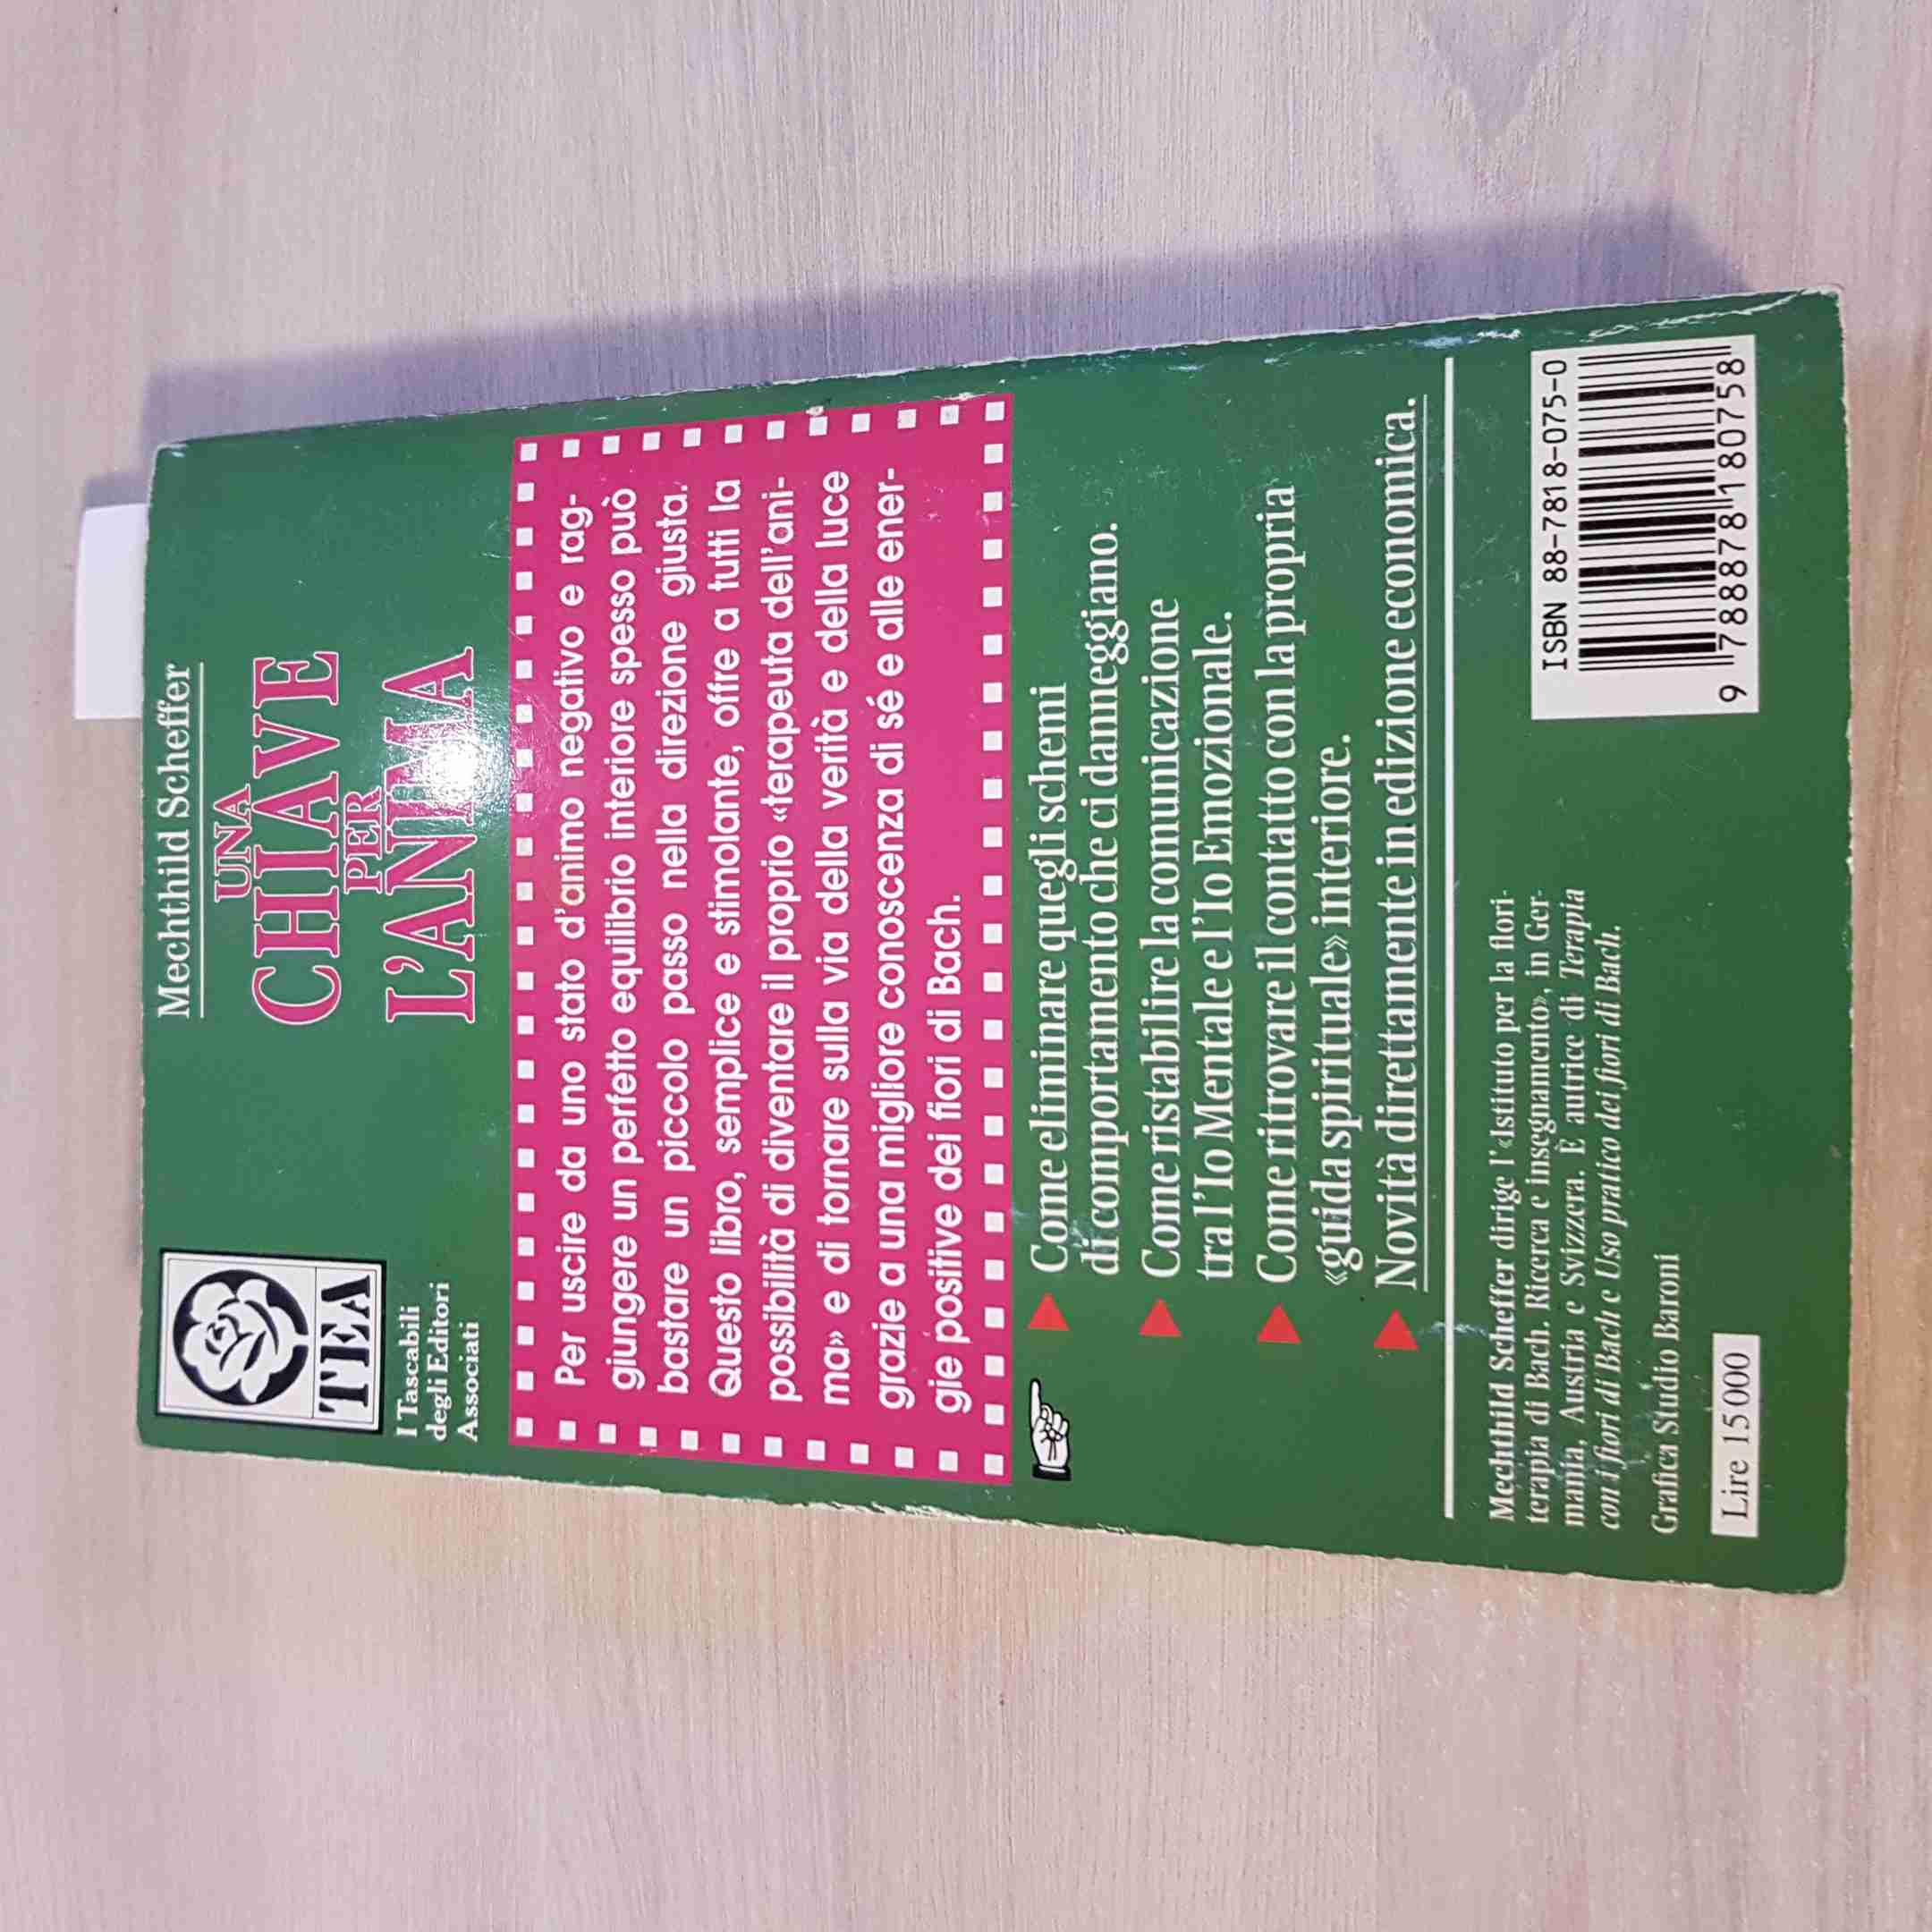 Mechthild Scheffer
UNA
CHIAVE
PER
L'ANIMA
TEA
I Tascabili
degli Editori
Associati
Per uscire da uno stato d'animo negativo e rag-
giungere un perfetto equilibrio interiore spesso può
bastare un piccolo passo nella direzione giusta.
Questo libro, semplice e stimolante, offre a tutti la
possibilità di diventare il proprio «terapeuta dell'ani-
ma» e di tornare sulla via della verità e della luce
grazie a una migliore conoscenza di sé e alle ener-
gie positive dei fiori di Bach.
Come eliminare quegli schemi
di comportamento che ci danneggiano.
Come ristabilire la comunicazione
tra l'Io Mentale e l'Io Emozionale.
Come ritrovare il contatto con la propria
«guida spirituale» interiore.
Novità direttamente in edizione economica.
Mechthild Scheffer dirige l'«Istituto per la flori-
terapia di Bach. Ricerca e insegnamento», in Ger-
mania, Austria e Svizzera. È autrice di Terapia
con i fiori di Bach e Uso pratico dei fiori di Bach.
Grafica Studio Baroni
Lire 15000
ISBN 88-7818-075-0
9 788878 180758